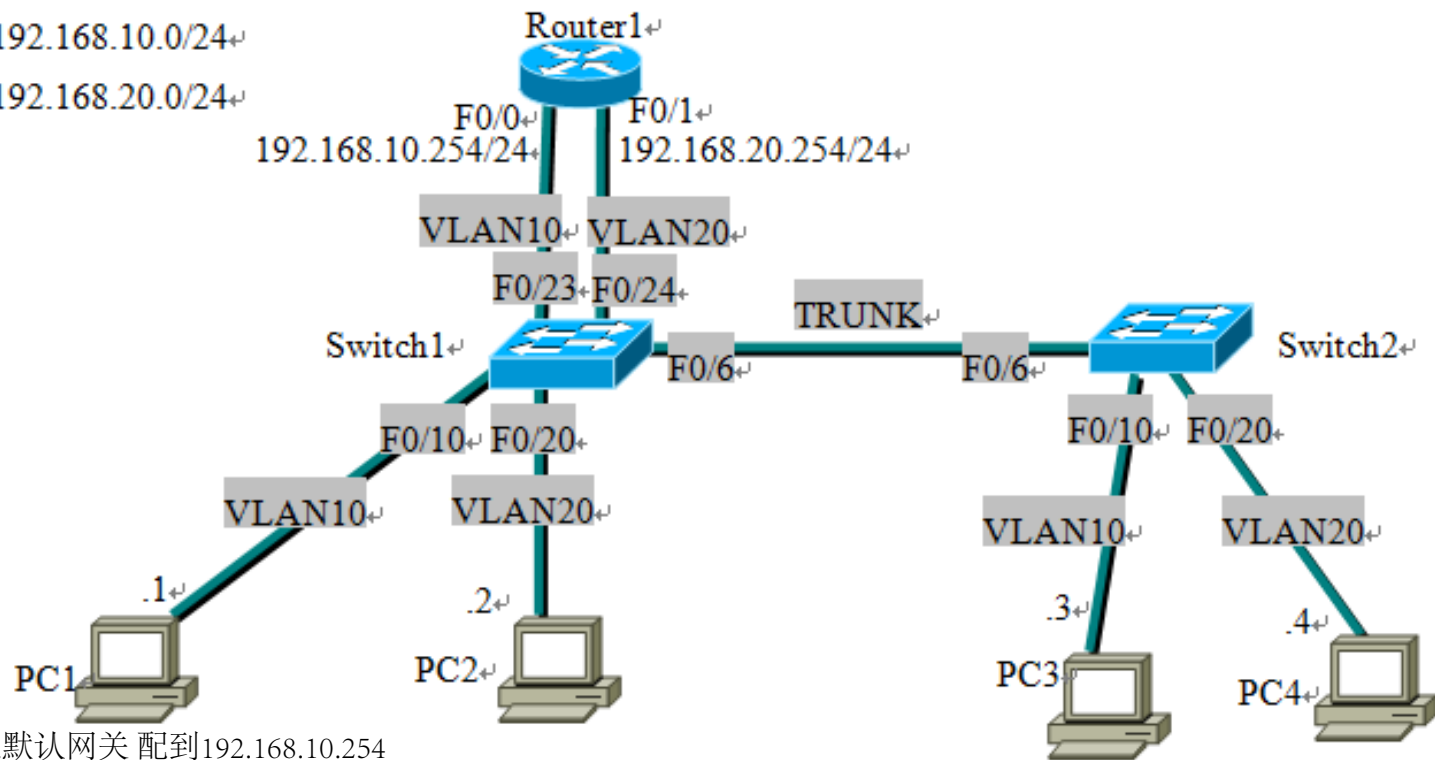 Router1
192.168.10.0/24
192.168.20.0/24
F0/0
F0/1
192.168.10.254/24
192.168.20.254/24
VLAN10
VLAN20
F0/23
F0/24
TRUNK
Switch1
Switch2
F0/6
F0/6
F0/10
F0/20
F0/10
F0/20
VLAN10
VLAN20
VLAN10
VLAN20
.1
.2
.3
.4
PC1
PC2
PC3
PC4
默认网关 配到192.168.10.254